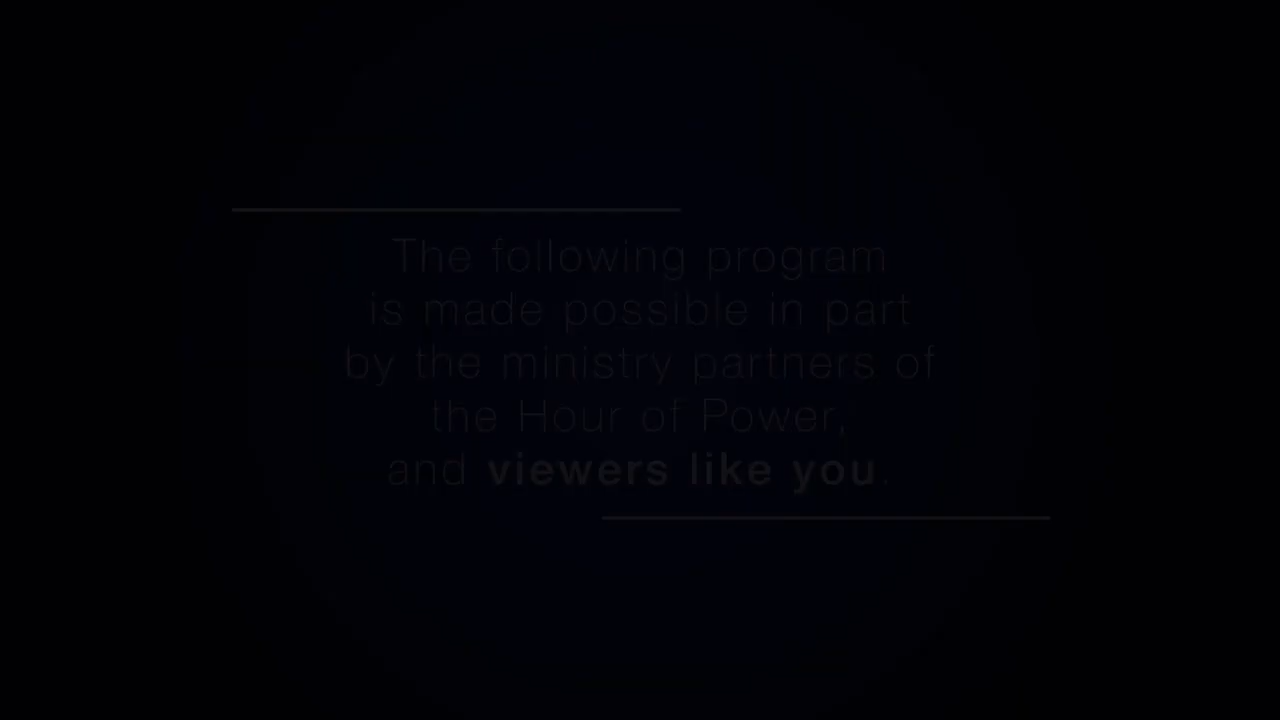 The following program
is made possible in part
by the ministry partners of
the Hour of Power,
and viewers like you.